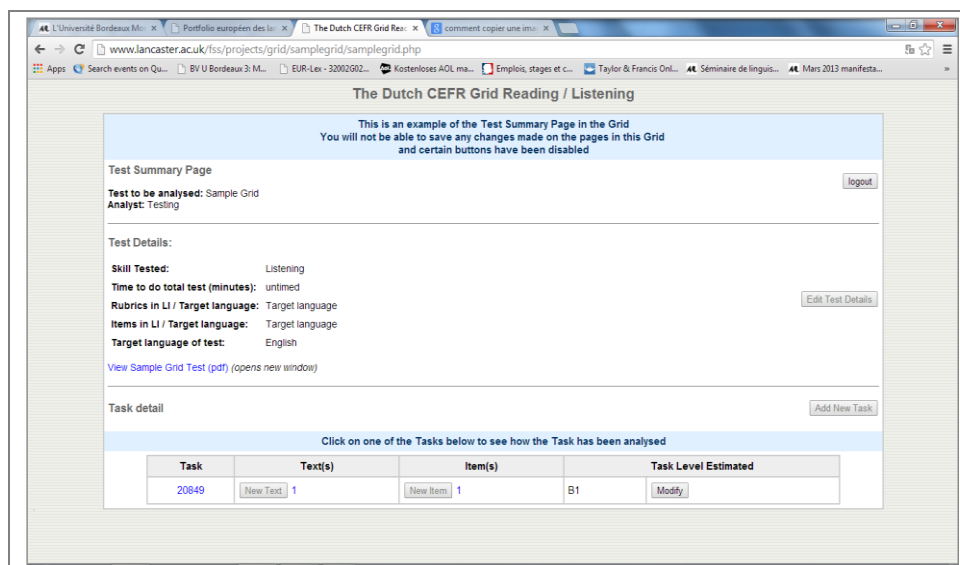 L'Université Bordeaux Mo
Portfolio européen des la
The Dutch CEFR Grid Reac
comment copier une ima
www.lancaster.ac.uk/fss/projects/grid/samplegrid/samplegrid.php
Apps Search events on Qu... BV U Bordeaux 3: M... EUR-Lex - 32002G02... Kostenloses AOL ma... Emplois, stages et c... Taylor & Francis Onl... Séminaire de linguis... Mars 2013 manifesta... »
The Dutch CEFR Grid Reading / Listening
This is an example of the Test Summary Page in the Grid
You will not be able to save any changes made on the pages in this Grid
and certain buttons have been disabled
Test Summary Page
logout
Test to be analysed: Sample Grid
Analyst: Testing
Test Details:
Skill Tested: Listening
Time to do total test (minutes): untimed
Rubrics in LI / Target language: Target language
Edit Test Details
Items in LI / Target language: Target language
Target language of test: English
View Sample Grid Test (pdf) (opens new window)
Task detail
Add New Task
Click on one of the Tasks below to see how the Task has been analysed
Task Text(s) Item(s) Task Level Estimated
20849 New Text 1 New Item 1 B1 Modify